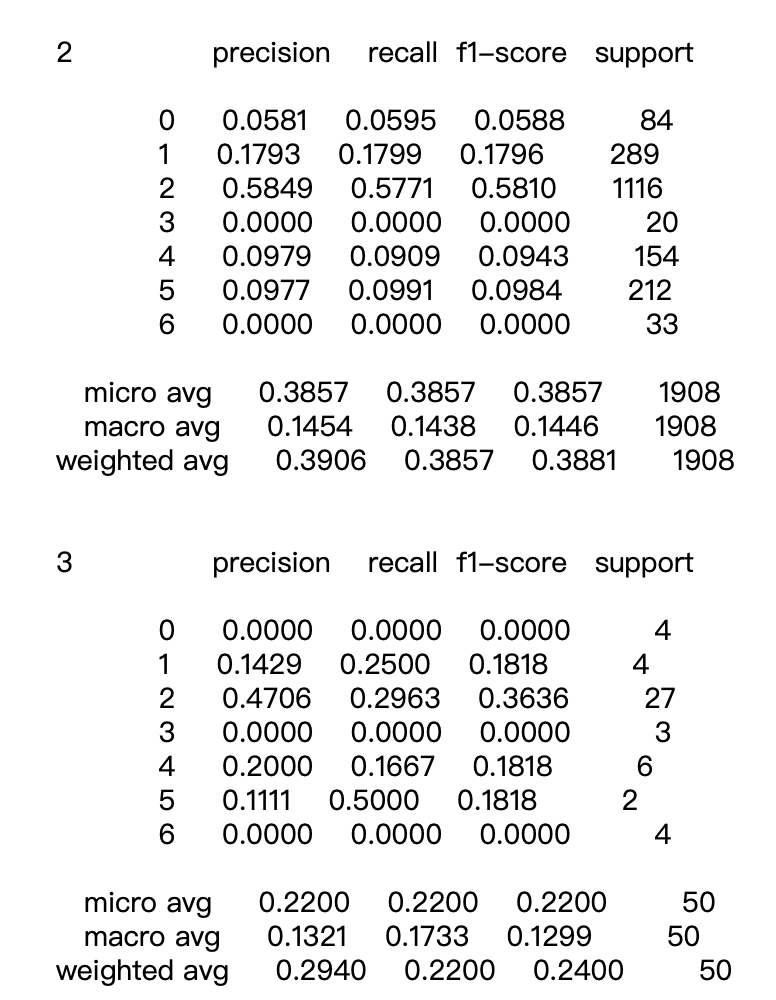 2 precision recall f1-score support
0 0.0581 0.0595 0.0588 84
1 0.1793 0.1799 0.1796 289
2 0.5849 0.5771 0.5810 1116
3 0.0000 0.0000 0.0000 20
4 0.0979 0.0909 0.0943 154
5 0.0977 0.0991 0.0984 212
6 0.0000 0.0000 0.0000 33
micro avg 0.3857 0.3857 0.3857 1908
macro avg 0.1454 0.1438 0.1446 1908
weighted avg 0.3906 0.3857 0.3881 1908
3 precision recall f1-score support
0 0.0000 0.0000 0.0000 4
1 0.1429 0.2500 0.1818 4
2 0.4706 0.2963 0.3636 27
3 0.0000 0.0000 0.0000 3
4 0.2000 0.1667 0.1818 6
5 0.1111 0.5000 0.1818 2
6 0.0000 0.0000 0.0000 4
micro avg 0.2200 0.2200 0.2200 50
macro avg 0.1321 0.1733 0.1299 50
weighted avg 0.2940 0.2200 0.2400 50